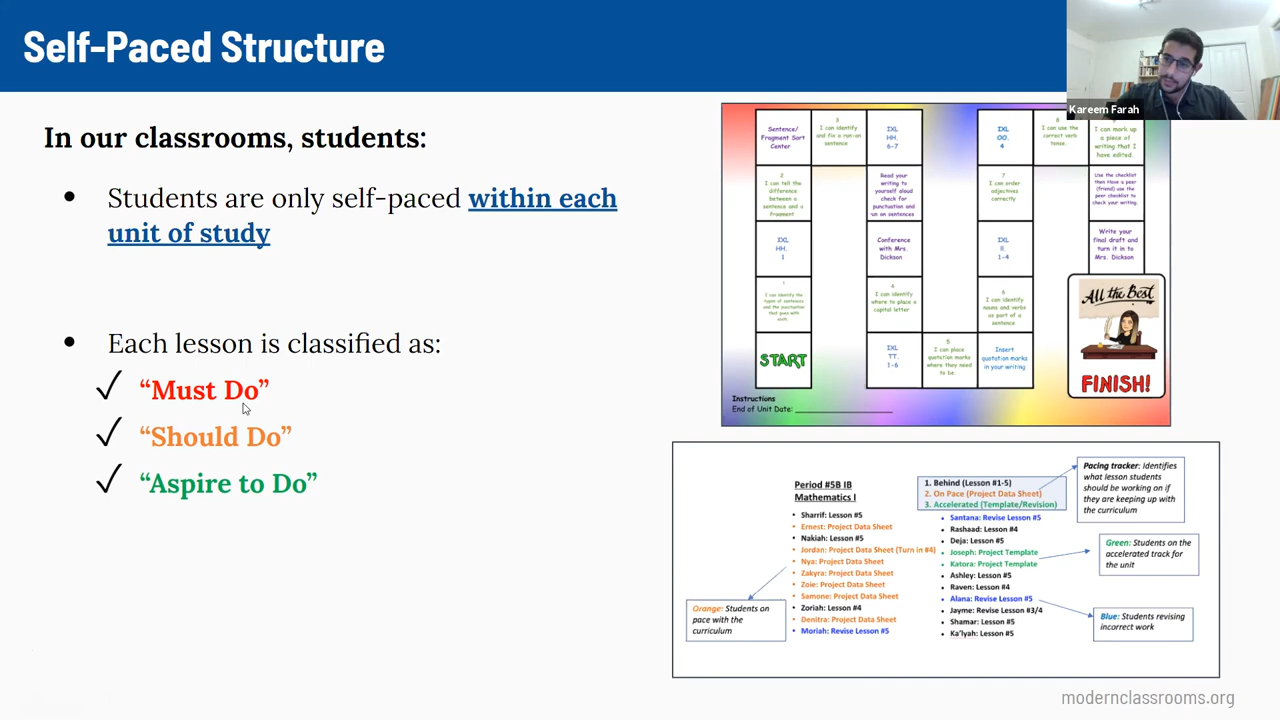 Self-Paced Structure
Kareem Farah
In our classrooms, students:
• Students are only self-paced within each
unit of study
• Each lesson is classified as:
✓ “Must Do”
✓ “Should Do”
✓ “Aspire to Do”
Sentence/
Fragment Sort
Center
3
I can identify
and fix a run-on
sentence
IXL
HH.
6-7
IXL
OO.
4
8
I can use the
correct verb
tense.
I can mark up
a piece of
writing that I
have edited.
2
I can tell the
difference
between a
sentence and a
fragment
Read your
writing to
yourself aloud
check for
punctuation and
run on sentences
7
I can order
adjectives
correctly
Use the checklist
then Have a peer
(friend) use the
peer checklist to
check your writing.
IXL
HH.
1
Conference
with Mrs.
Dickson
IXL
II.
1-4
Write your
final draft and
turn it in to
Mrs. Dickson
1
I can identify the
types of sentences
and the punctuation
that goes with
each.
4
I can identify
where to place a
capital letter
6
I can identify
nouns and verbs
as part of a
sentence
All the Best
START
IXL
TT.
1-6
5
I can place
quotation marks
where they need
to be.
Insert
quotation marks
in your writing
FINISH!
Instructions
End of Unit Date:
Period #5B IB
Mathematics I
• Sharrif: Lesson #5
• Ernest: Project Data Sheet
• Nakiah: Lesson #5
• Jordan: Project Data Sheet (Turn in #4)
• Nya: Project Data Sheet
• Zakyra: Project Data Sheet
• Zoie: Project Data Sheet
• Samone: Project Data Sheet
• Zoriah: Lesson #4
• Denitra: Project Data Sheet
• Moriah: Revise Lesson #5
1. Behind (Lesson #1-5)
2. On Pace (Project Data Sheet)
3. Accelerated (Template/Revision)
• Santana: Revise Lesson #5
• Rashaad: Lesson #4
• Deja: Lesson #5
• Joseph: Project Template
• Katora: Project Template
• Ashley: Lesson #5
• Raven: Lesson #4
• Alana: Revise Lesson #5
• Jayme: Revise Lesson #3/4
• Shamar: Lesson #5
• Ka’lyah: Lesson #5
Pacing tracker: Identifies
what lesson students
should be working on if
they are keeping up with
the curriculum
Green: Students on the
accelerated track for
the unit
Blue: Students revising
incorrect work
Orange: Students on
pace with the
curriculum
modernclassrooms.org